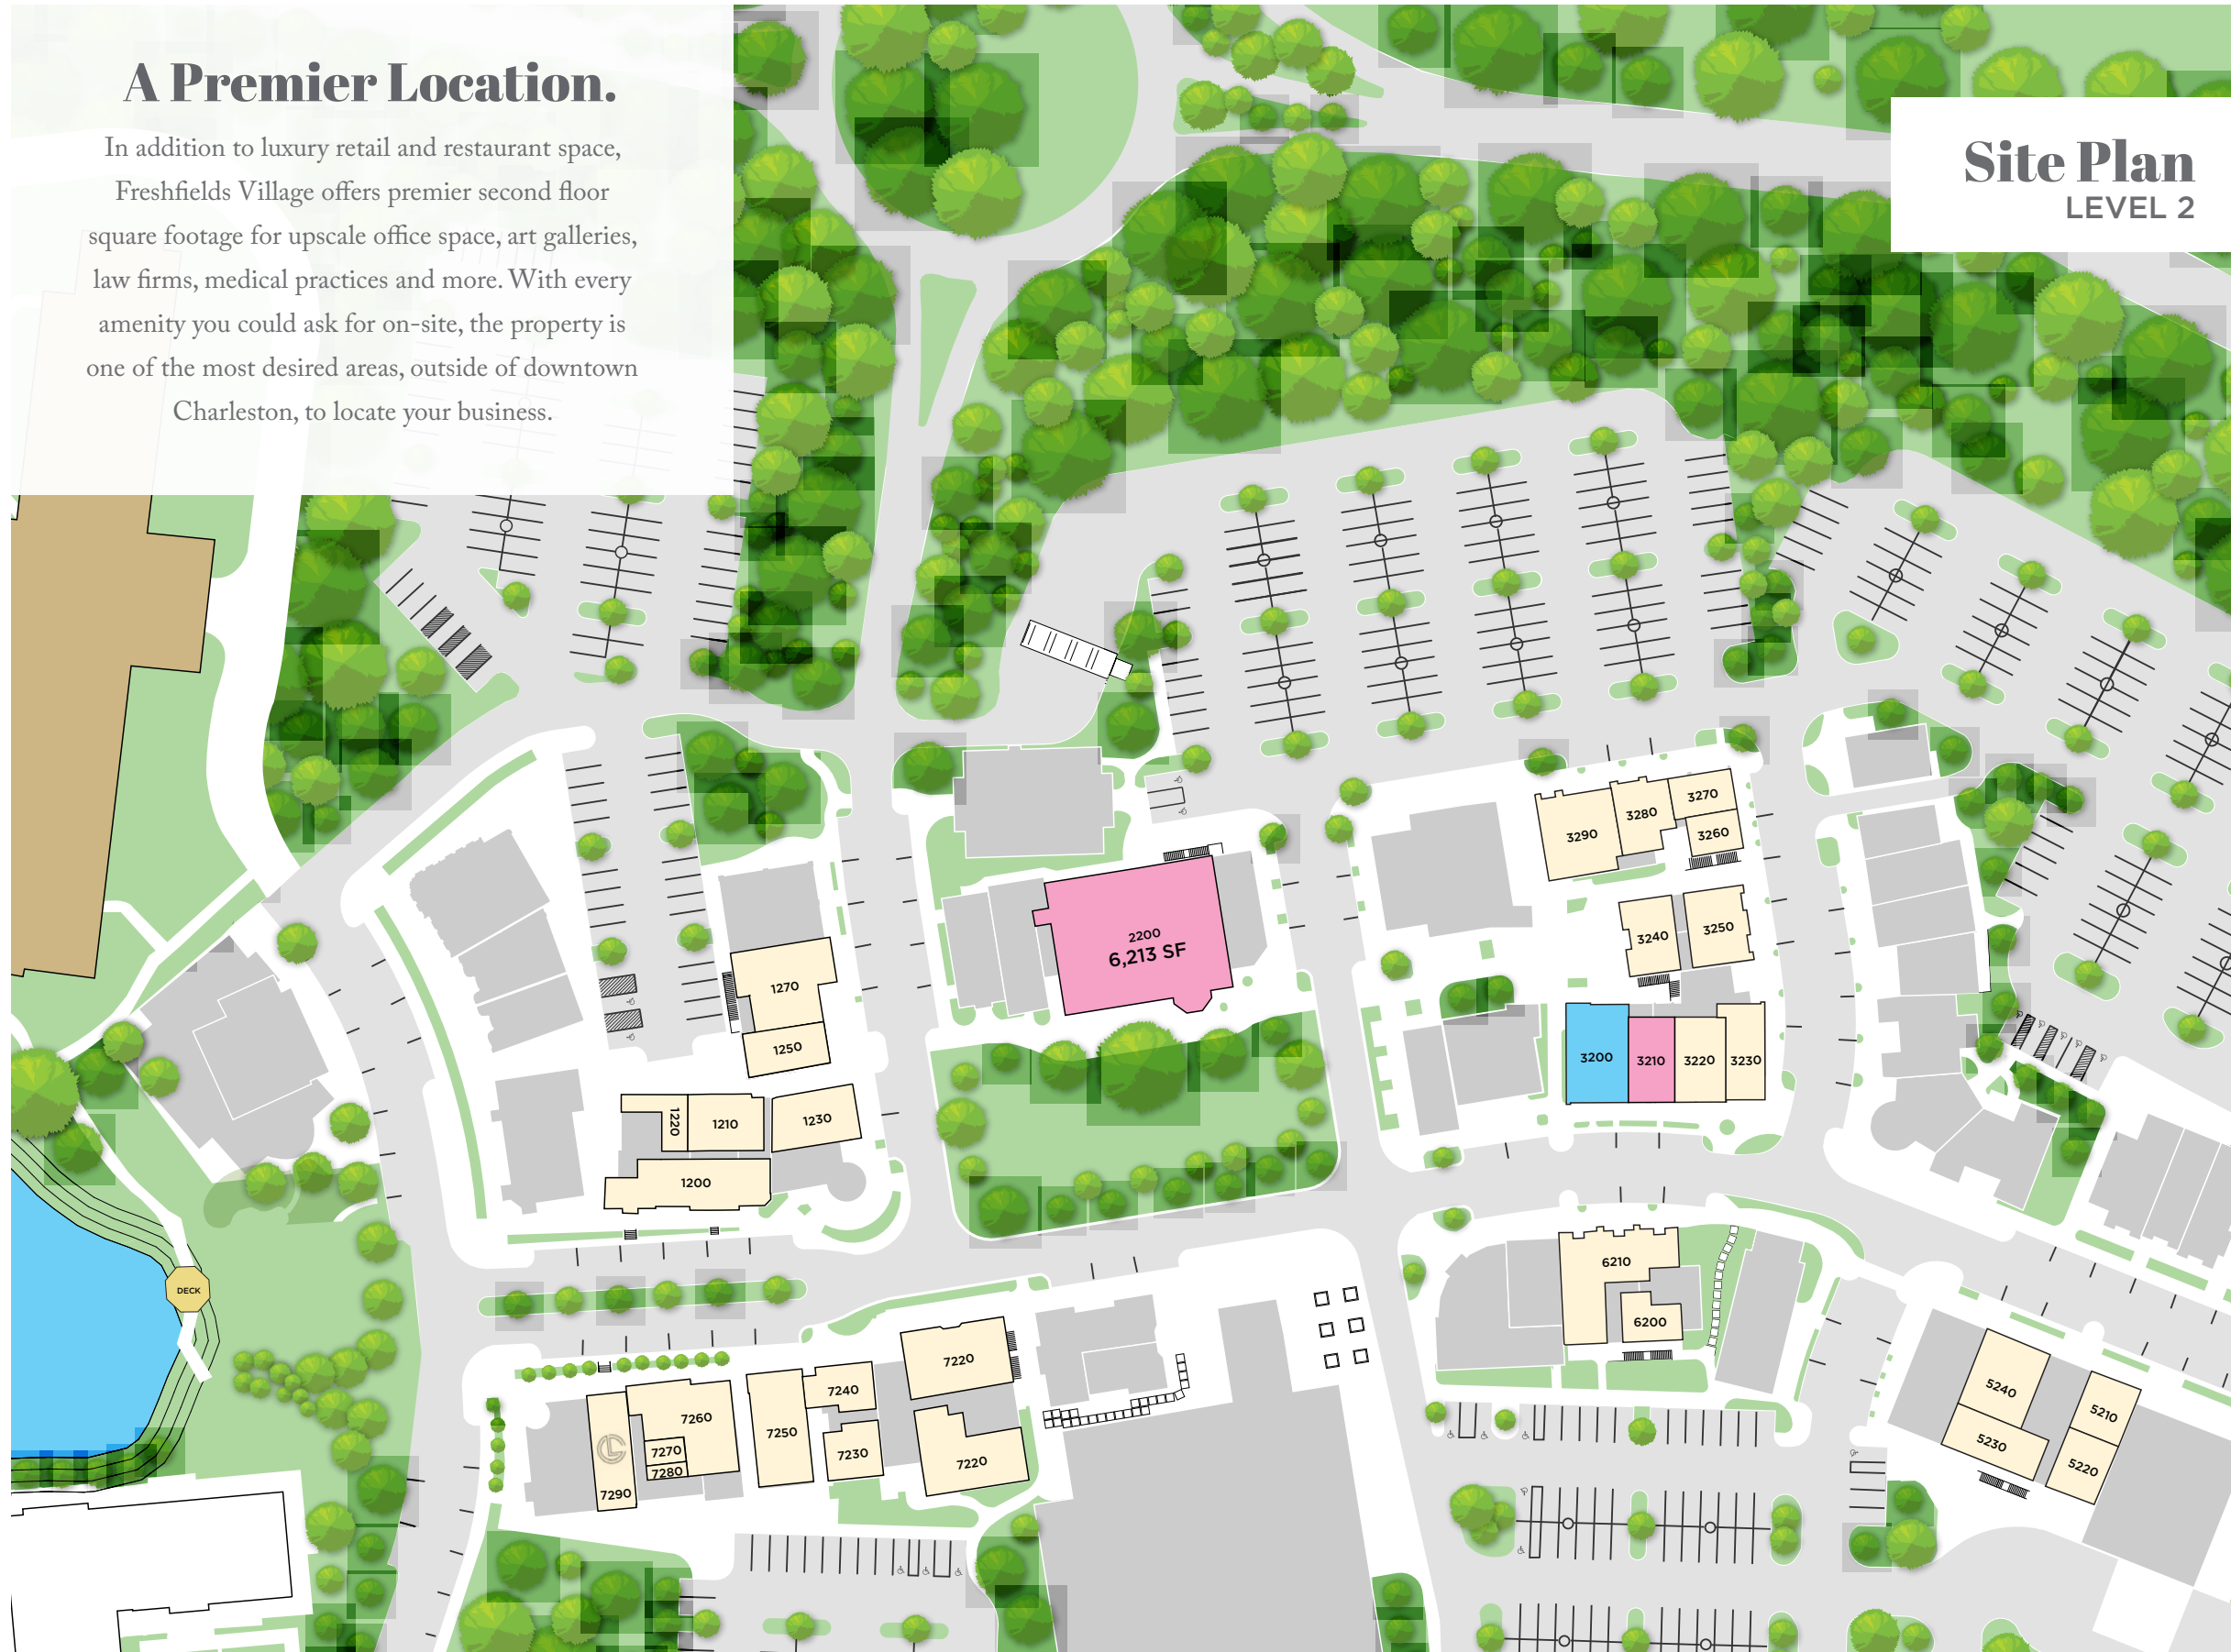 A Premier Location.
In addition to luxury retail and restaurant space,
Freshfields Village offers premier second floor
square footage for upscale office space, art galleries,
law firms, medical practices and more. With every
amenity you could ask for on-site, the property is
one of the most desired areas, outside of downtown
Charleston, to locate your business.
Site Plan
LEVEL 2
3270
3280
3290
3260
3250
3240
2200
6,213 SF
1270
1250
3200
3210
3220
3230
1220
1210
1230
1200
6210
6200
DECK
7220
7240
7260
7250
7270
7280
7230
7220
7290
5240
5210
5230
5220